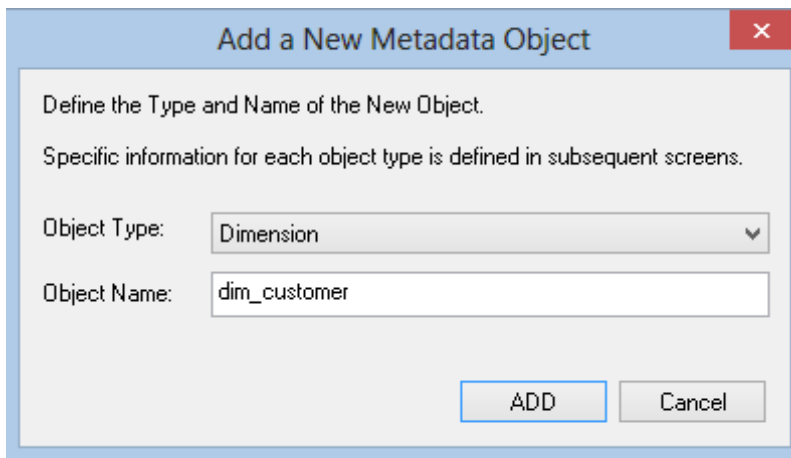 Add a New Metadata Object
Define the Type and Name of the New Object.
Specific information for each object type is defined in subsequent screens.
Object Type: Dimension
Object Name: dim_customer
ADD Cancel